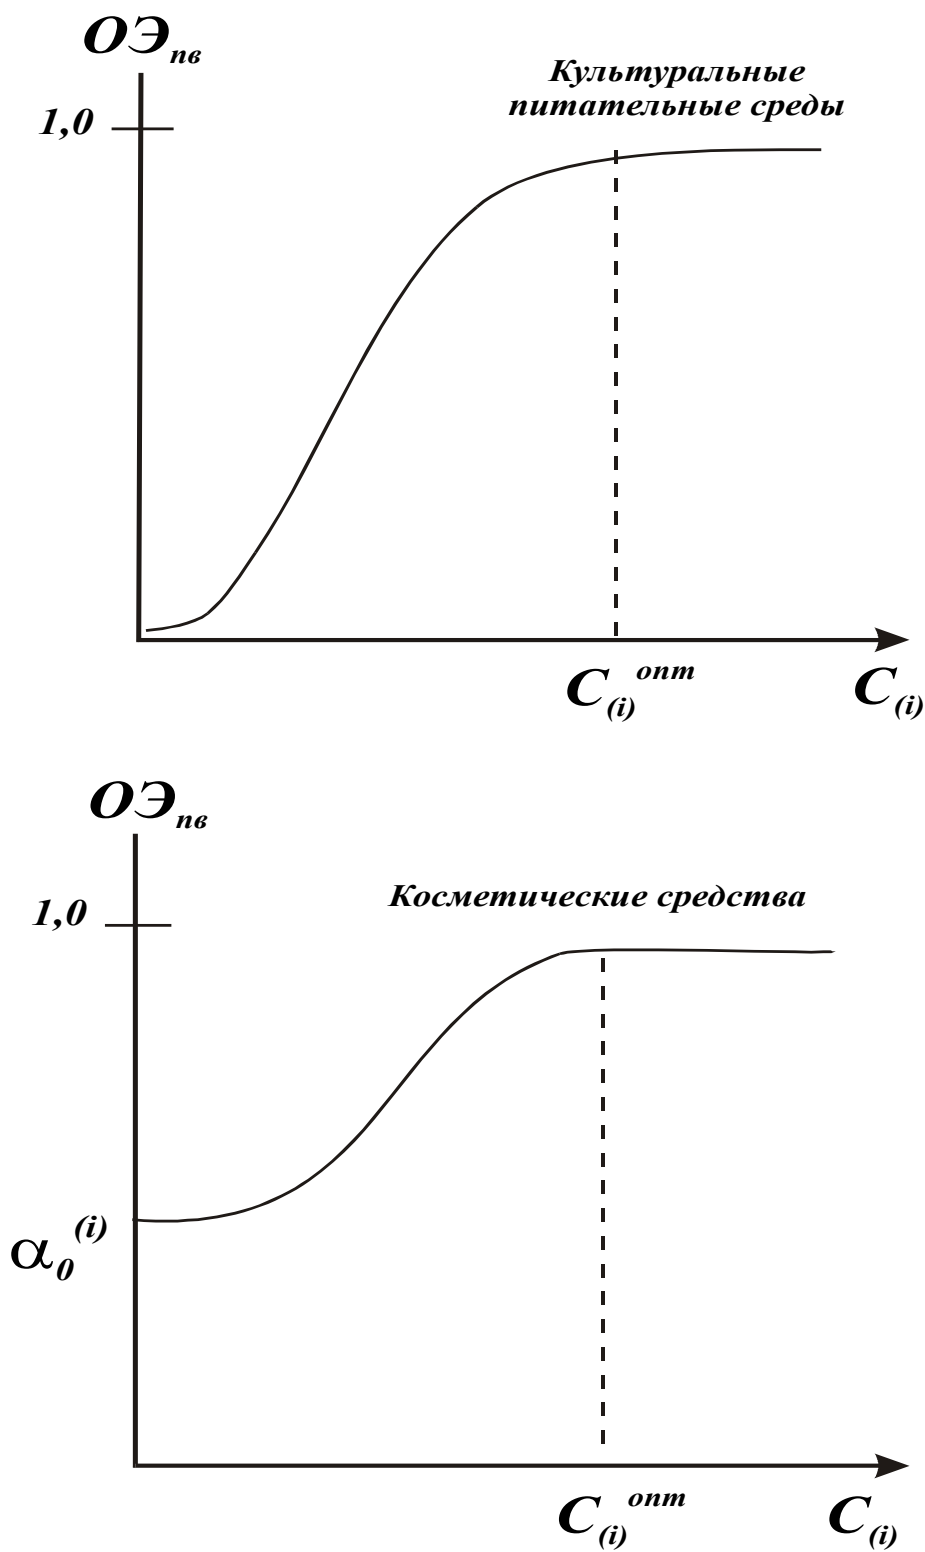 ОЭпв
Культуральные
питательные среды
1,0
C(i)опт
C(i)
ОЭпв
Косметические средства
1,0
α0(i)
C(i)опт
C(i)